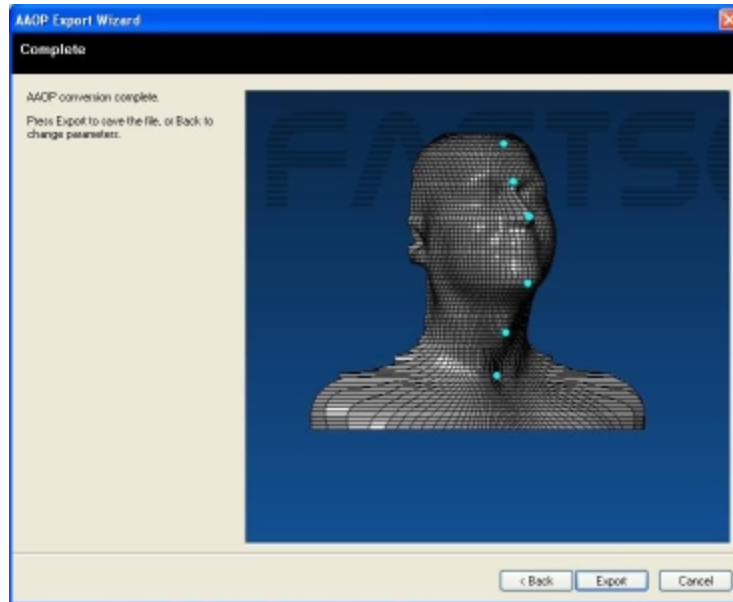 AAOP Export Wizard
Complete
AAOP conversion complete.
Press Export to save the file, or Back to
change parameters.
FASTSC
< Back
Export
Cancel